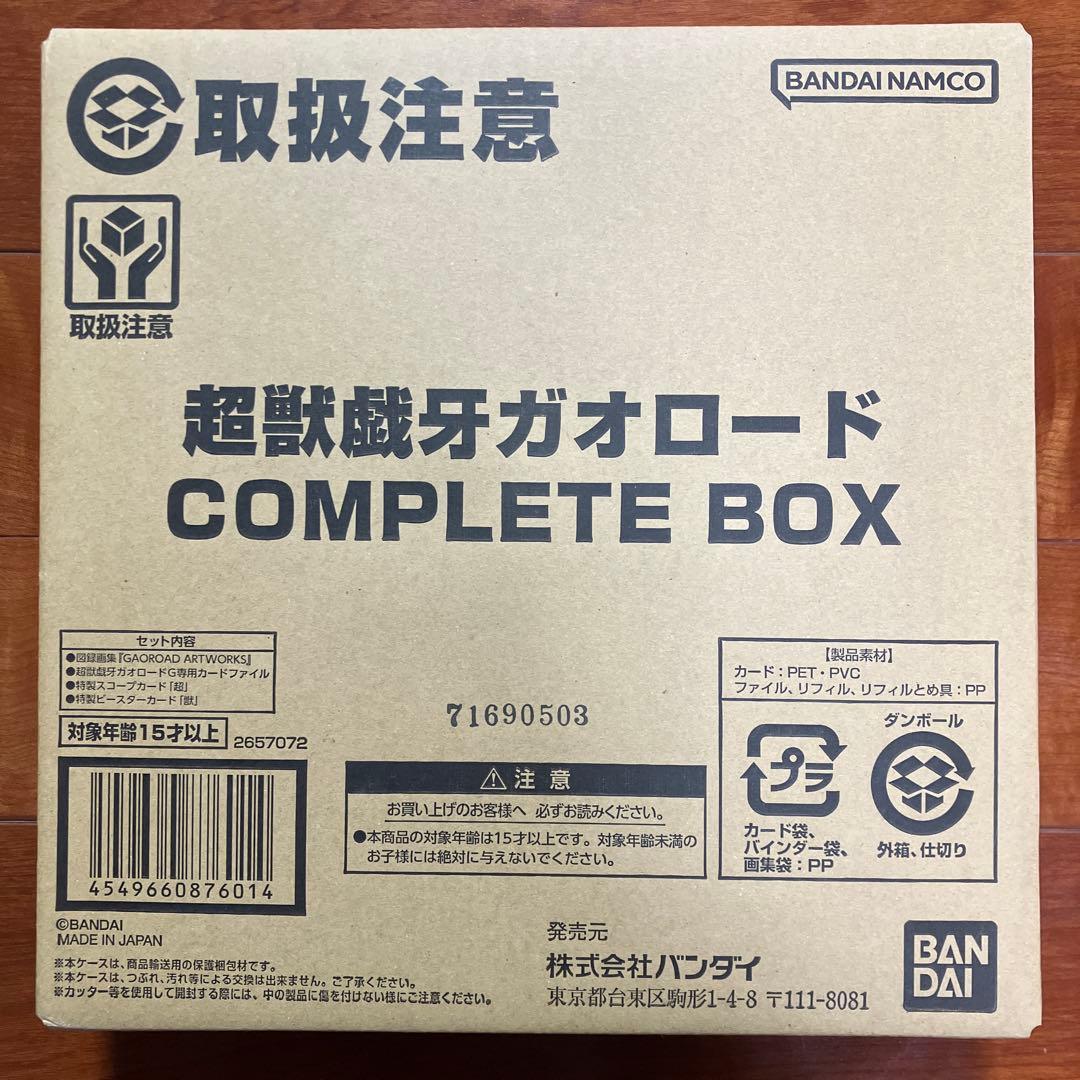 取扱注意
BANDAI NAMCO
取扱注意
超獣戯牙ガオロード
COMPLETE BOX
セット内容
●図録画集『GAOROAD ARTWORKS』
●超獣戯牙ガオロードG専用カードファイル
●特製スコープカード「超」
●特製ビースターカード「獣」
対象年齢15才以上
2657072
4549660876014
©BANDAI
MADE IN JAPAN
※本ケースは、商品輸送用の保護梱包材です。
※本ケースは、つぶれ、汚れ等による交換は出来ません。ご了承ください。
※カッター等を使用して開封する際には、中の製品に傷を付けない様にご注意ください。
71690503
注意
お買い上げのお客様へ 必ずお読みください。
●本商品の対象年齢は15才以上です。対象年齢未満の
お子様には絶対に与えないでください。
【製品素材】
カード：PET・PVC
ファイル、リフィル、リフィルとめ具：PP
プラ
カード袋、
バインダー袋、
画集袋：PP
ダンボール
外箱、仕切り
発売元
株式会社バンダイ
東京都台東区駒形1-4-8 〒111-8081
BAN
DAI